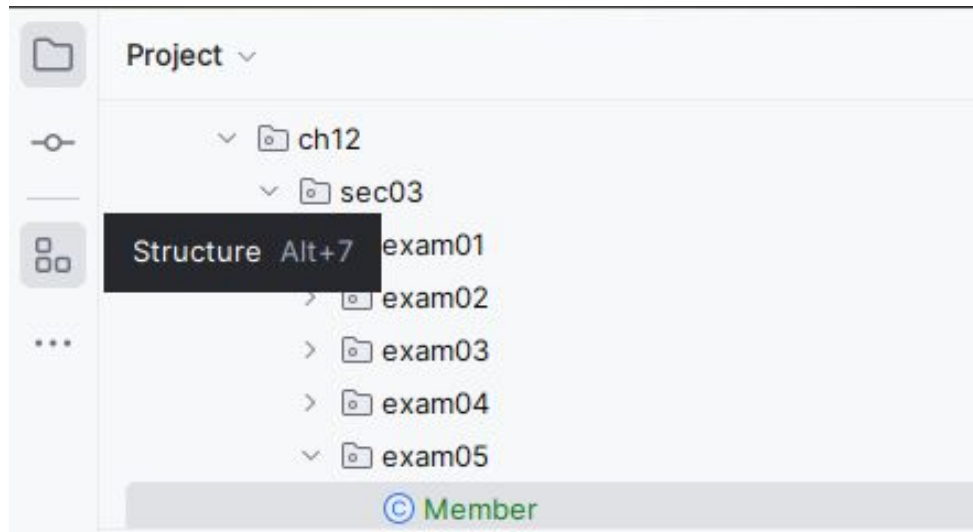 Project
ch12
sec03
Structure Alt+7
exam01
exam02
exam03
exam04
exam05
Member